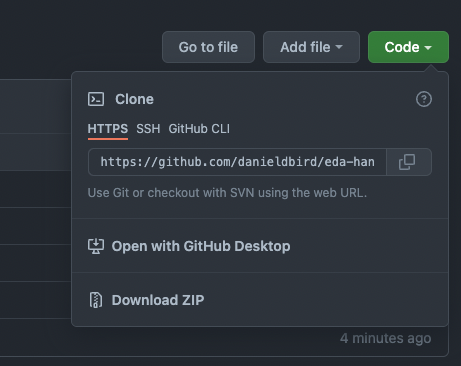 Go to file Add file Code
Clone
HTTPS SSH GitHub CLI
https://github.com/danieldbird/eda-han
Use Git or checkout with SVN using the web URL.
Open with GitHub Desktop
Download ZIP
4 minutes ago